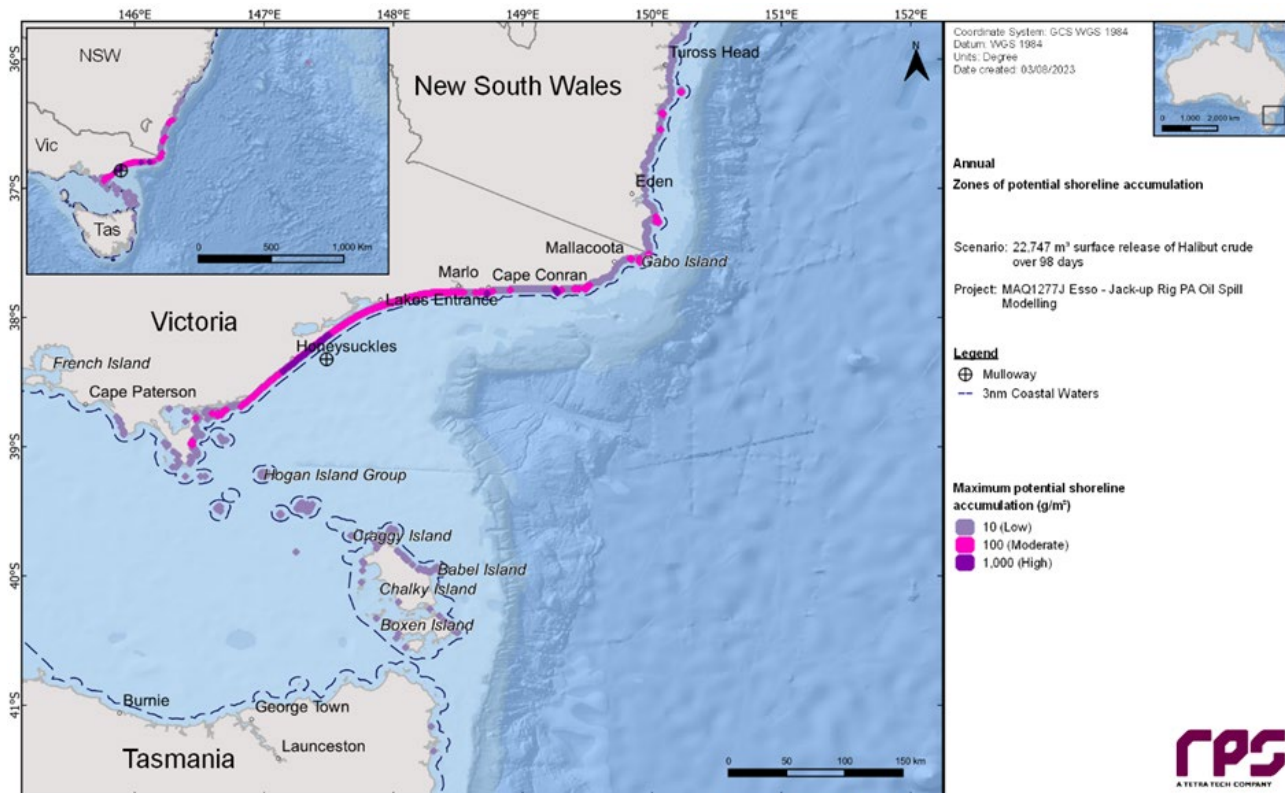 146°E 147°E 148°E 149°E 150°E 151°E 152°E
36°S
37°S
38°S
39°S
40°S
41°S
NSW
Vic
Tas
0 500 1,000 Km
New South Wales
Tuross Head
Eden
Mallacoota
Gabo Island
Marlo
Cape Conran
Lakes Entrance
Victoria
Honeysuckles
French Island
Cape Paterson
Hogan Island Group
Craggy Island
Babel Island
Chalky Island
Boxen Island
Burnie
George Town
Launceston
Tasmania
0 50 100 150 km
N
Coordinate System: GCS WGS 1984
Datum: WGS 1984
Units: Degree
Date created: 03/08/2023
0 1,000 2,000 km
Annual
Zones of potential shoreline accumulation
Scenario: 22,747 m³ surface release of Halibut crude
over 98 days
Project: MAQ1277J Esso - Jack-up Rig PA Oil Spill
Modelling
Legend
Mulloway
3nm Coastal Waters
Maximum potential shoreline
accumulation (g/m²)
10 (Low)
100 (Moderate)
1,000 (High)
rps
A TETRA TECH COMPANY